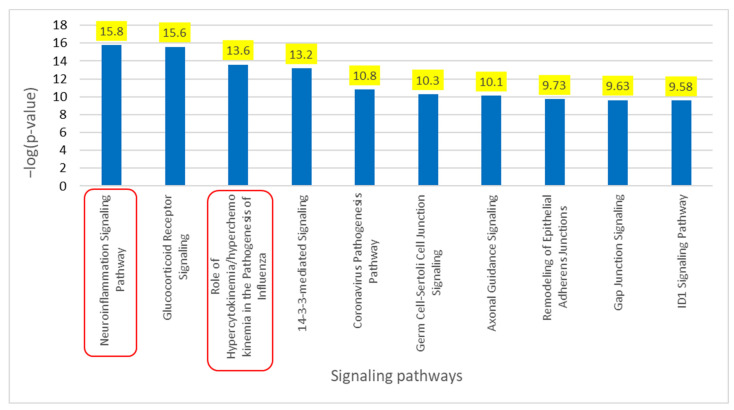 18
16
14
12
10
8
6
4
2
0
−log(p-value)
15.8
15.6
13.6
13.2
10.8
10.3
10.1
9.73
9.63
9.58
Neuroinflammation Signaling
Pathway
Glucocorticoid Receptor
Signaling
Role of
Hypercytokinemia/hyperchemo
kinemia in the Pathogenesis of
Influenza
14-3-3-mediated Signaling
Coronavirus Pathogenesis
Pathway
Germ Cell-Sertoli Cell Junction
Signaling
Axonal Guidance Signaling
Remodeling of Epithelial
Adherens Junctions
Gap Junction Signaling
ID1 Signaling Pathway
Signaling pathways